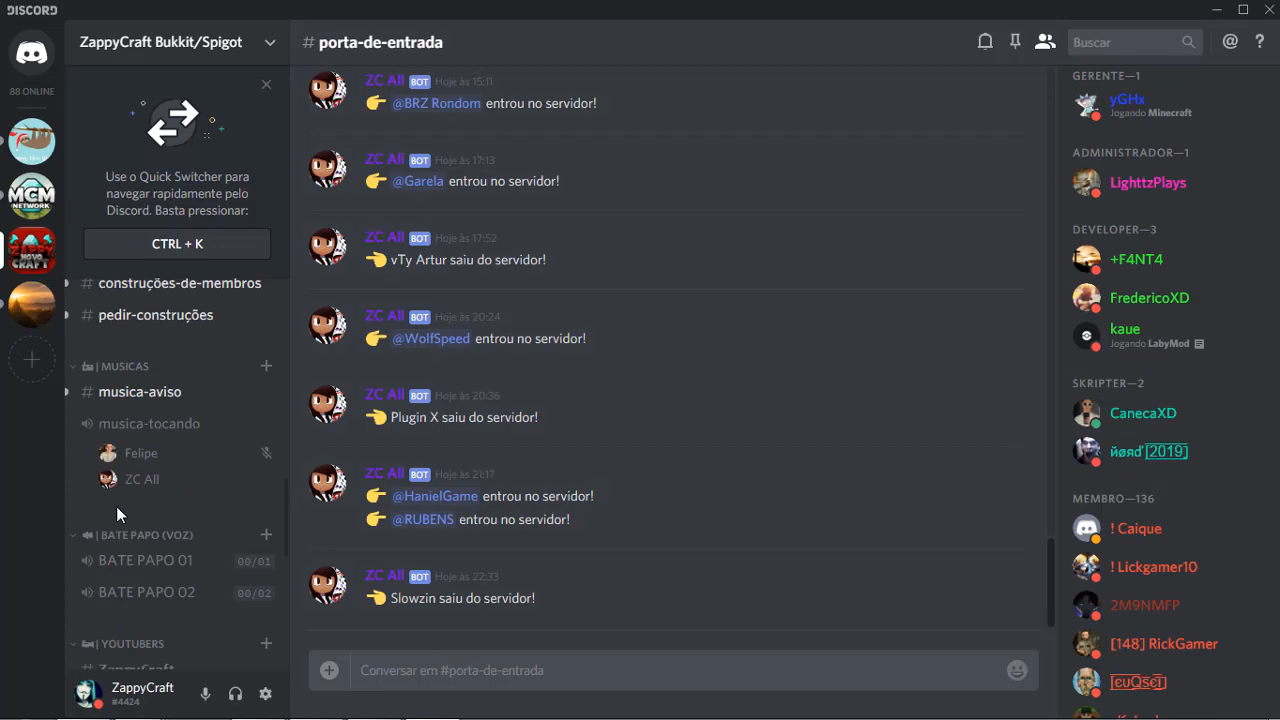 DISCORD
88 ONLINE
MCM
NETWORK
ZAPPY
NOVO
CRAFT
ZappyCraft Bukkit/Spigot
Use o Quick Switcher para
navegar rapidamente pelo
Discord. Basta pressionar:
CTRL + K
# construções-de-membros
# pedir-construções
| MUSICAS
# musica-aviso
musica-tocando
Felipe
ZC All
| BATE PAPO (VOZ)
BATE PAPO 01 00/01
BATE PAPO 02 00/02
| YOUTUBERS
# ZappyCraft
ZappyCraft
#4424
# porta-de-entrada
Buscar
ZC All BOT Hoje às 15:11
👉 @BRZ Rondom entrou no servidor!
ZC All BOT Hoje às 17:13
👉 @Garela entrou no servidor!
ZC All BOT Hoje às 17:52
👈 vTy Artur saiu do servidor!
ZC All BOT Hoje às 20:24
👉 @WolfSpeed entrou no servidor!
ZC All BOT Hoje às 20:36
👈 Plugin X saiu do servidor!
ZC All BOT Hoje às 21:17
👉 @HanielGame entrou no servidor!
👉 @RUBENS entrou no servidor!
ZC All BOT Hoje às 22:33
👈 Slowzin saiu do servidor!
Conversar em #porta-de-entrada
GERENTE—1
yGHx
Jogando Minecraft
ADMINISTRADOR—1
LighttzPlays
DEVELOPER—3
+F4NT4
FredericoXD
kaue
Jogando LabyMod
SKRIPTER—2
CanecaXD
йøяđ [2019]
MEMBRO—136
! Caique
! Lickgamer10
2M9NMFP
[148] RickGamer